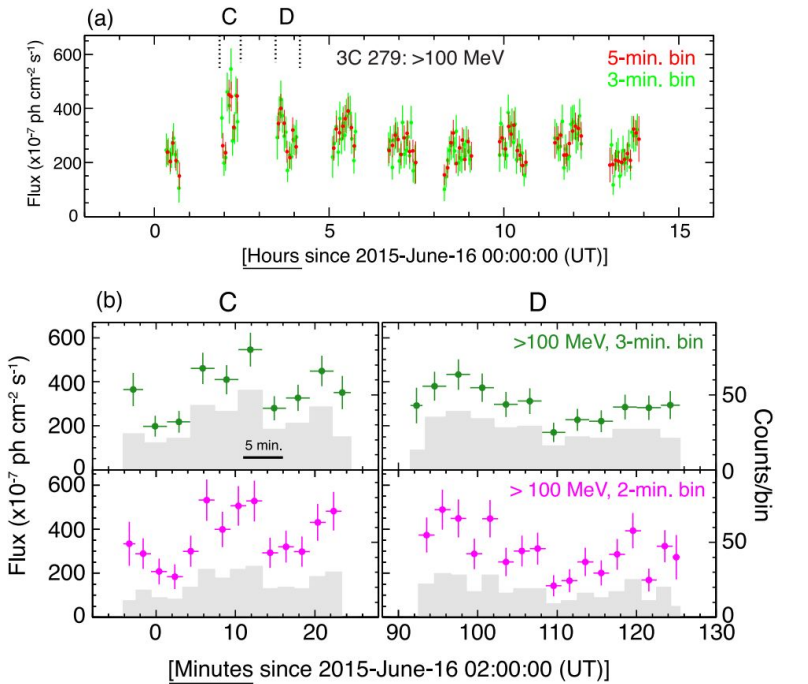 (a)
C D
3C 279: >100 MeV
5-min. bin
3-min. bin
Flux (x10-7 ph cm-2 s-1)
600
400
200
0
0 5 10 15
[Hours since 2015-June-16 00:00:00 (UT)]
(b)
C D
>100 MeV, 3-min. bin
600
400
200
0
50
0
5 min.
> 100 MeV, 2-min. bin
600
400
200
0
50
0
Flux (x10-7 ph cm-2 s-1)
Counts/bin
0 10 20 90 100 110 120 130
[Minutes since 2015-June-16 02:00:00 (UT)]